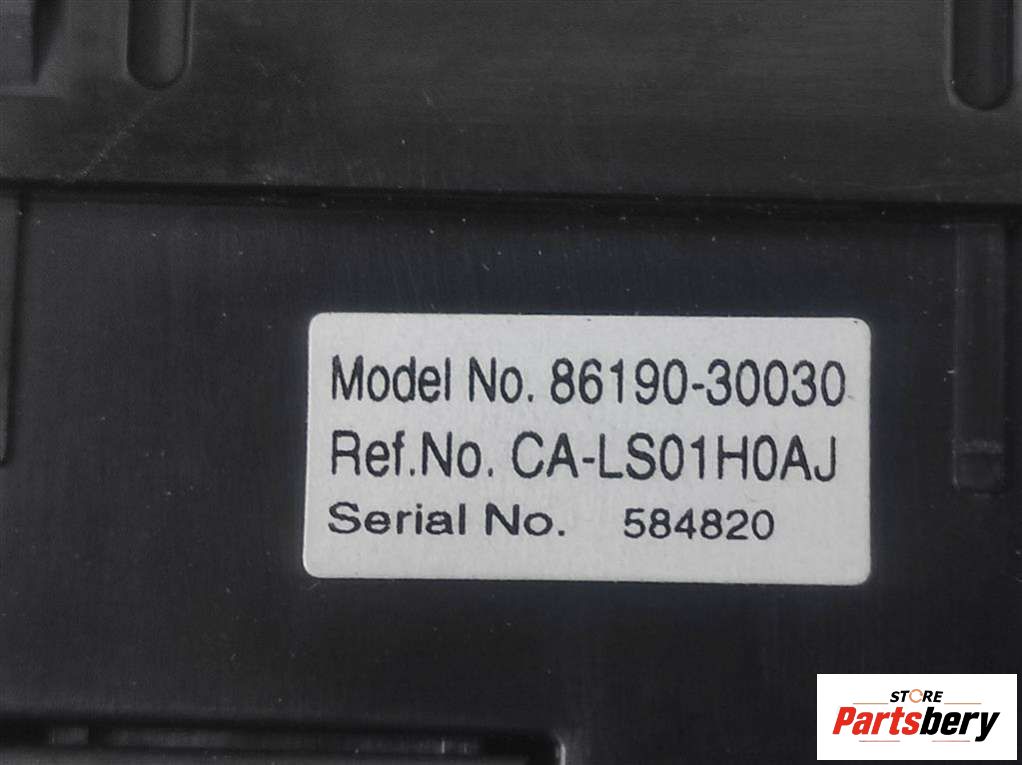 Model No. 86190-30030
Ref.No. CA-LS01H0AJ
Serial No. 584820
STORE
Partsbery